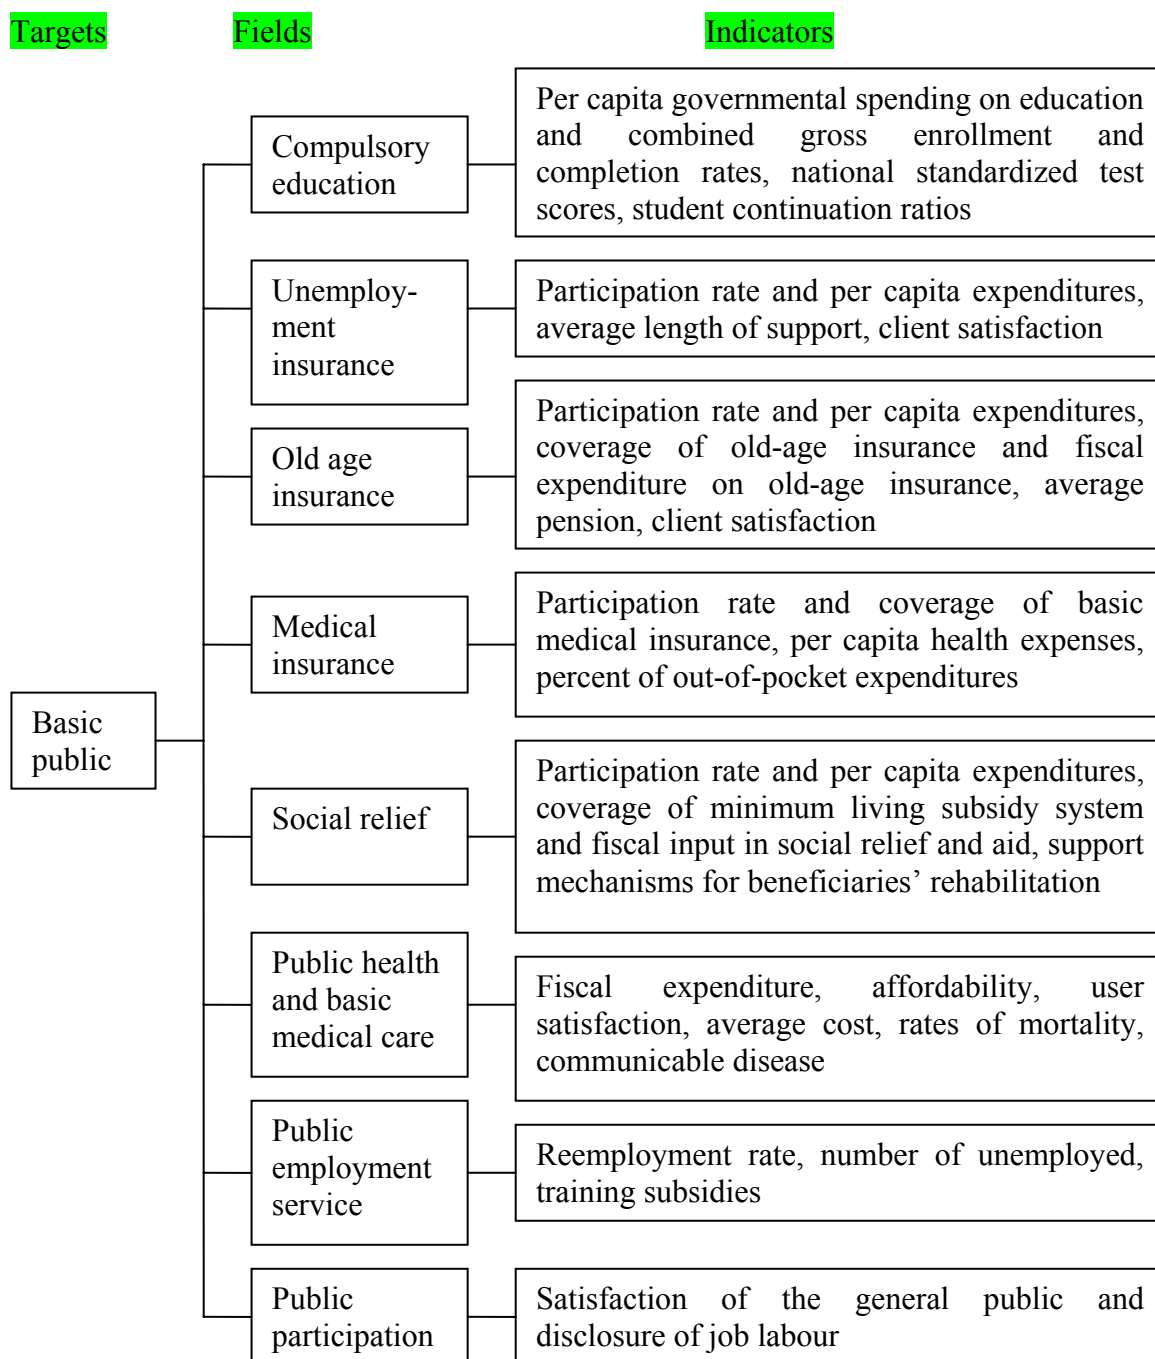 Targets Fields Indicators
Compulsory
education
Per capita governmental spending on education
and combined gross enrollment and
completion rates, national standardized test
scores, student continuation ratios
Unemploy-
ment
insurance
Participation rate and per capita expenditures,
average length of support, client satisfaction
Old age
insurance
Participation rate and per capita expenditures,
coverage of old-age insurance and fiscal
expenditure on old-age insurance, average
pension, client satisfaction
Medical
insurance
Participation rate and coverage of basic
medical insurance, per capita health expenses,
percent of out-of-pocket expenditures
Basic
public
Social relief
Participation rate and per capita expenditures,
coverage of minimum living subsidy system
and fiscal input in social relief and aid, support
mechanisms for beneficiaries’ rehabilitation
Public health
and basic
medical care
Fiscal expenditure, affordability, user
satisfaction, average cost, rates of mortality,
communicable disease
Public
employment
service
Reemployment rate, number of unemployed,
training subsidies
Public
participation
Satisfaction of the general public and
disclosure of job labour